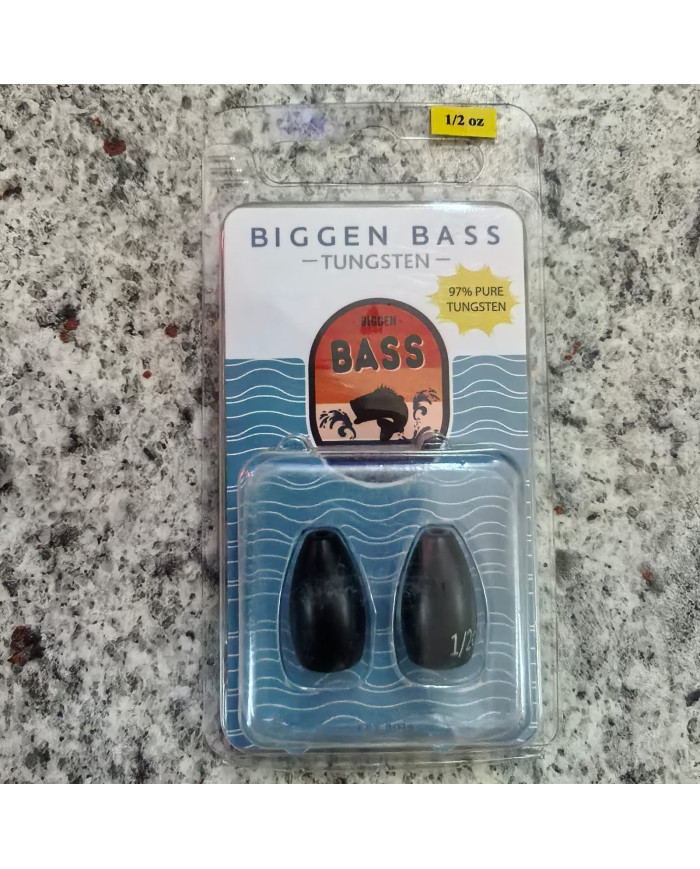 1/2 oz
BIGGEN BASS
—TUNGSTEN—
97% PURE
TUNGSTEN
BIGGEN
BASS